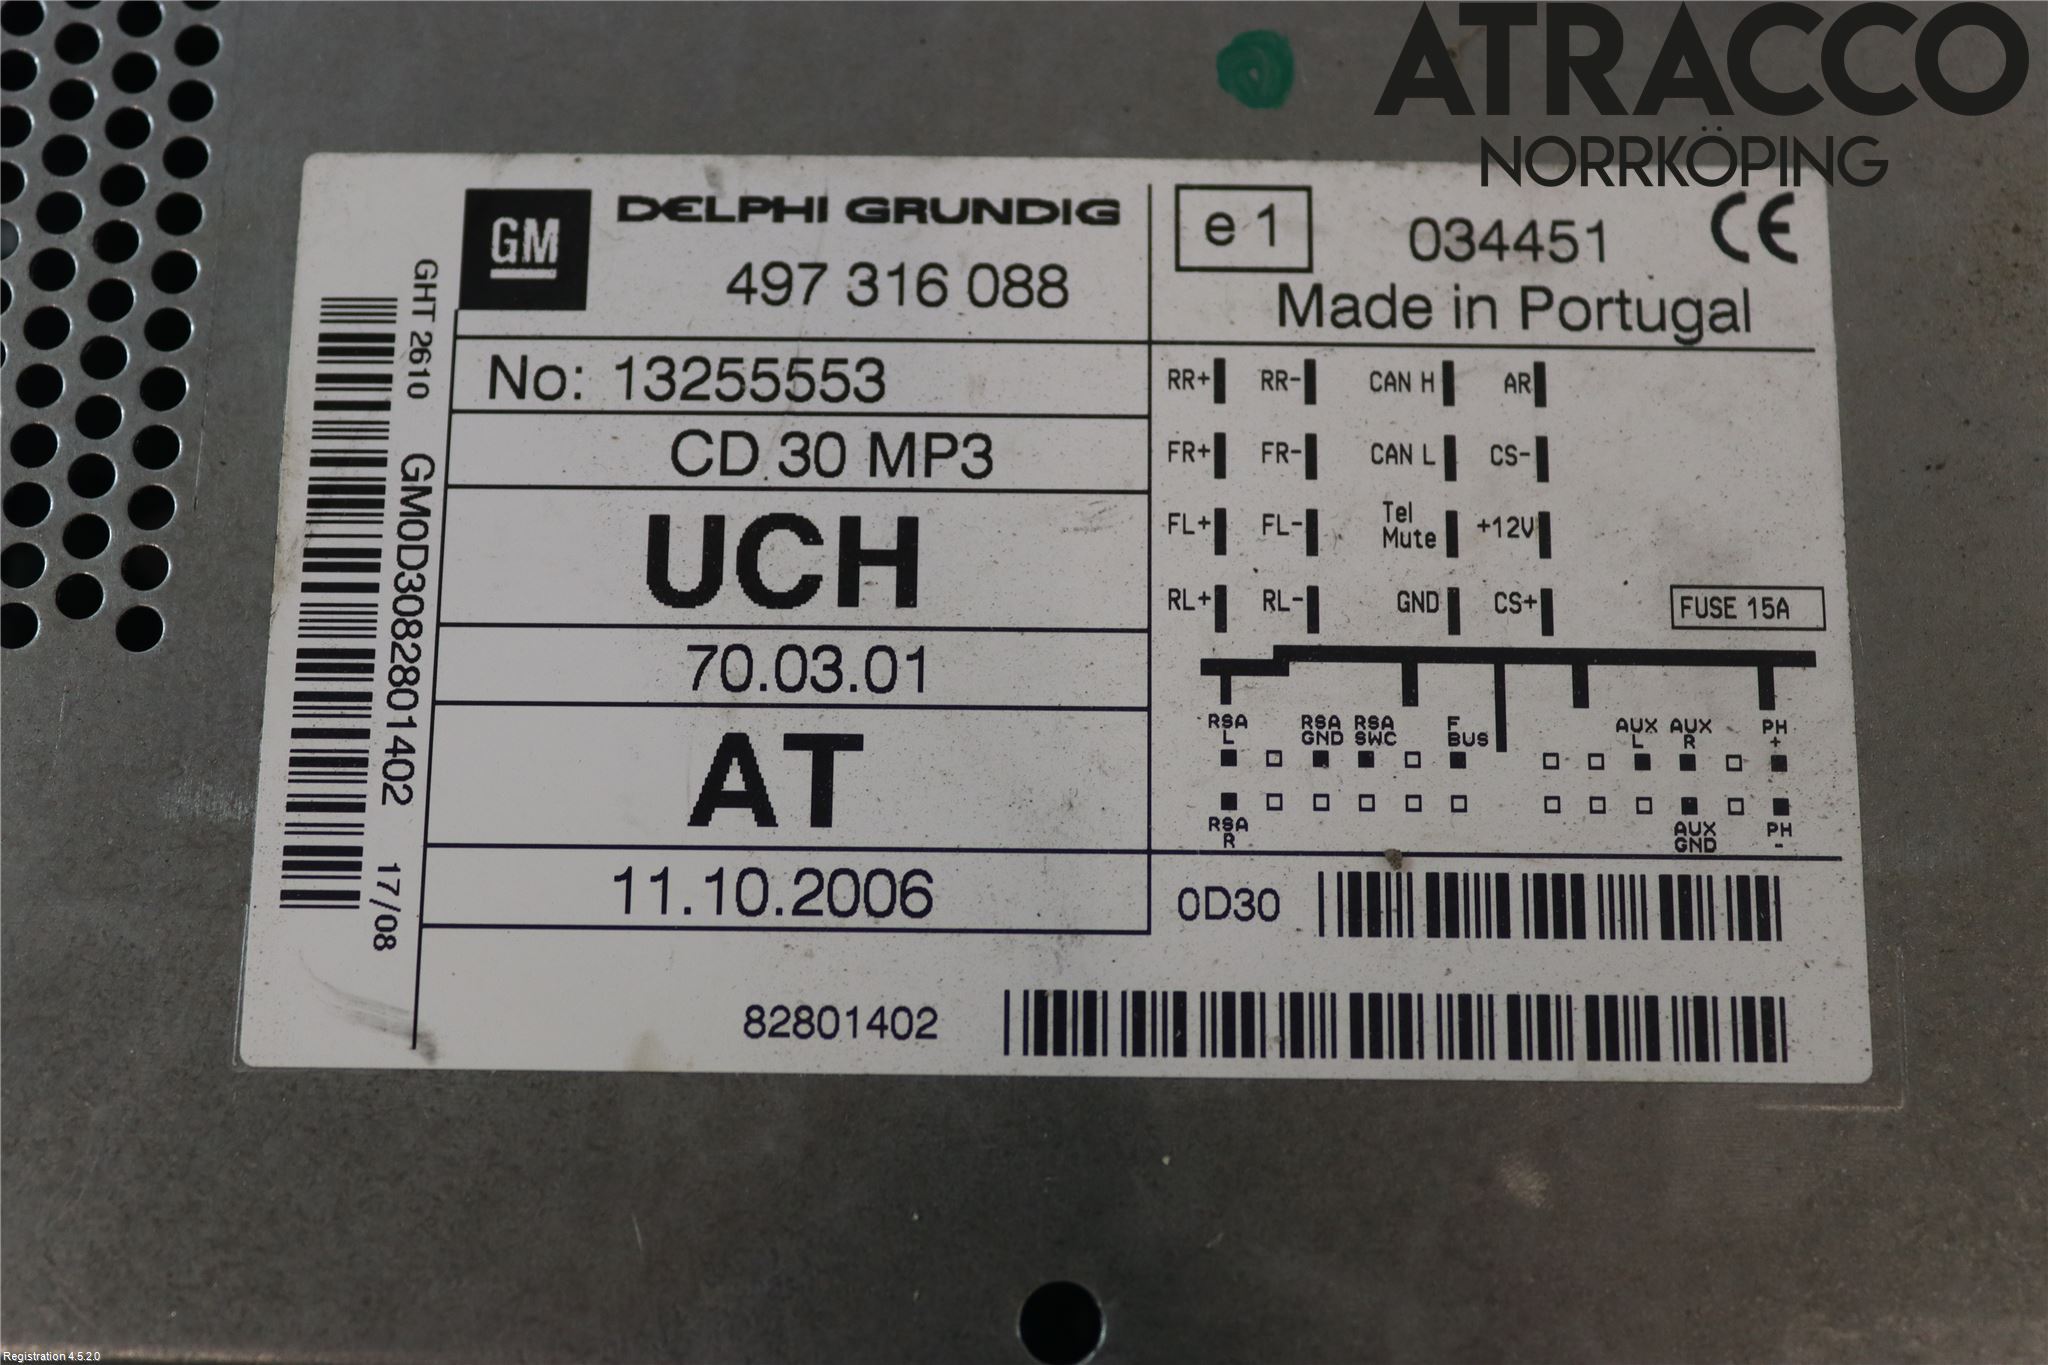 ATRACCO
NORRKÖPING
GM
DELPHI GRUNDIG
497 316 088
e1
034451
CE
Made in Portugal
No: 13255553
CD 30 MP3
UCH
70.03.01
AT
11.10.2006
RR+ RR- CAN H AR
FR+ FR- CAN L CS-
FL+ FL- Tel Mute +12V
RL+ RL- GND CS+
FUSE 15A
RSA RSA RSA F AUX AUX PH
L GND SWC BUS L R +
RSA AUX PH
R GND -
0D30
82801402
GHT 2610 GM0D3082801402 17/08
Registration 4.5.2.0